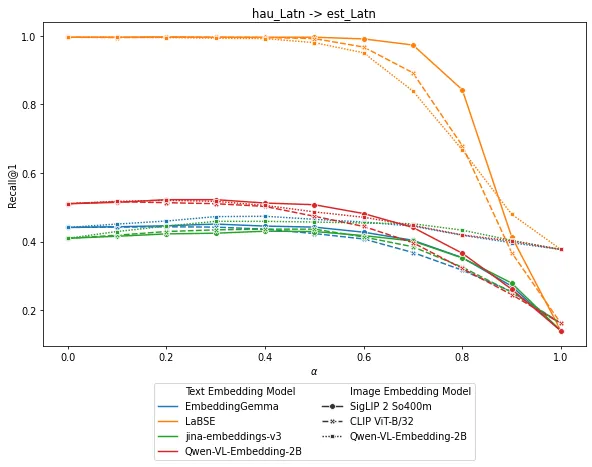 hau_Latn -> est_Latn
Recall@1
1.0
0.8
0.6
0.4
0.2
0.0 0.2 0.4 0.6 0.8 1.0
α
Text Embedding Model Image Embedding Model
EmbeddingGemma SigLIP 2 So400m
LaBSE CLIP ViT-B/32
jina-embeddings-v3 Qwen-VL-Embedding-2B
Qwen-VL-Embedding-2B